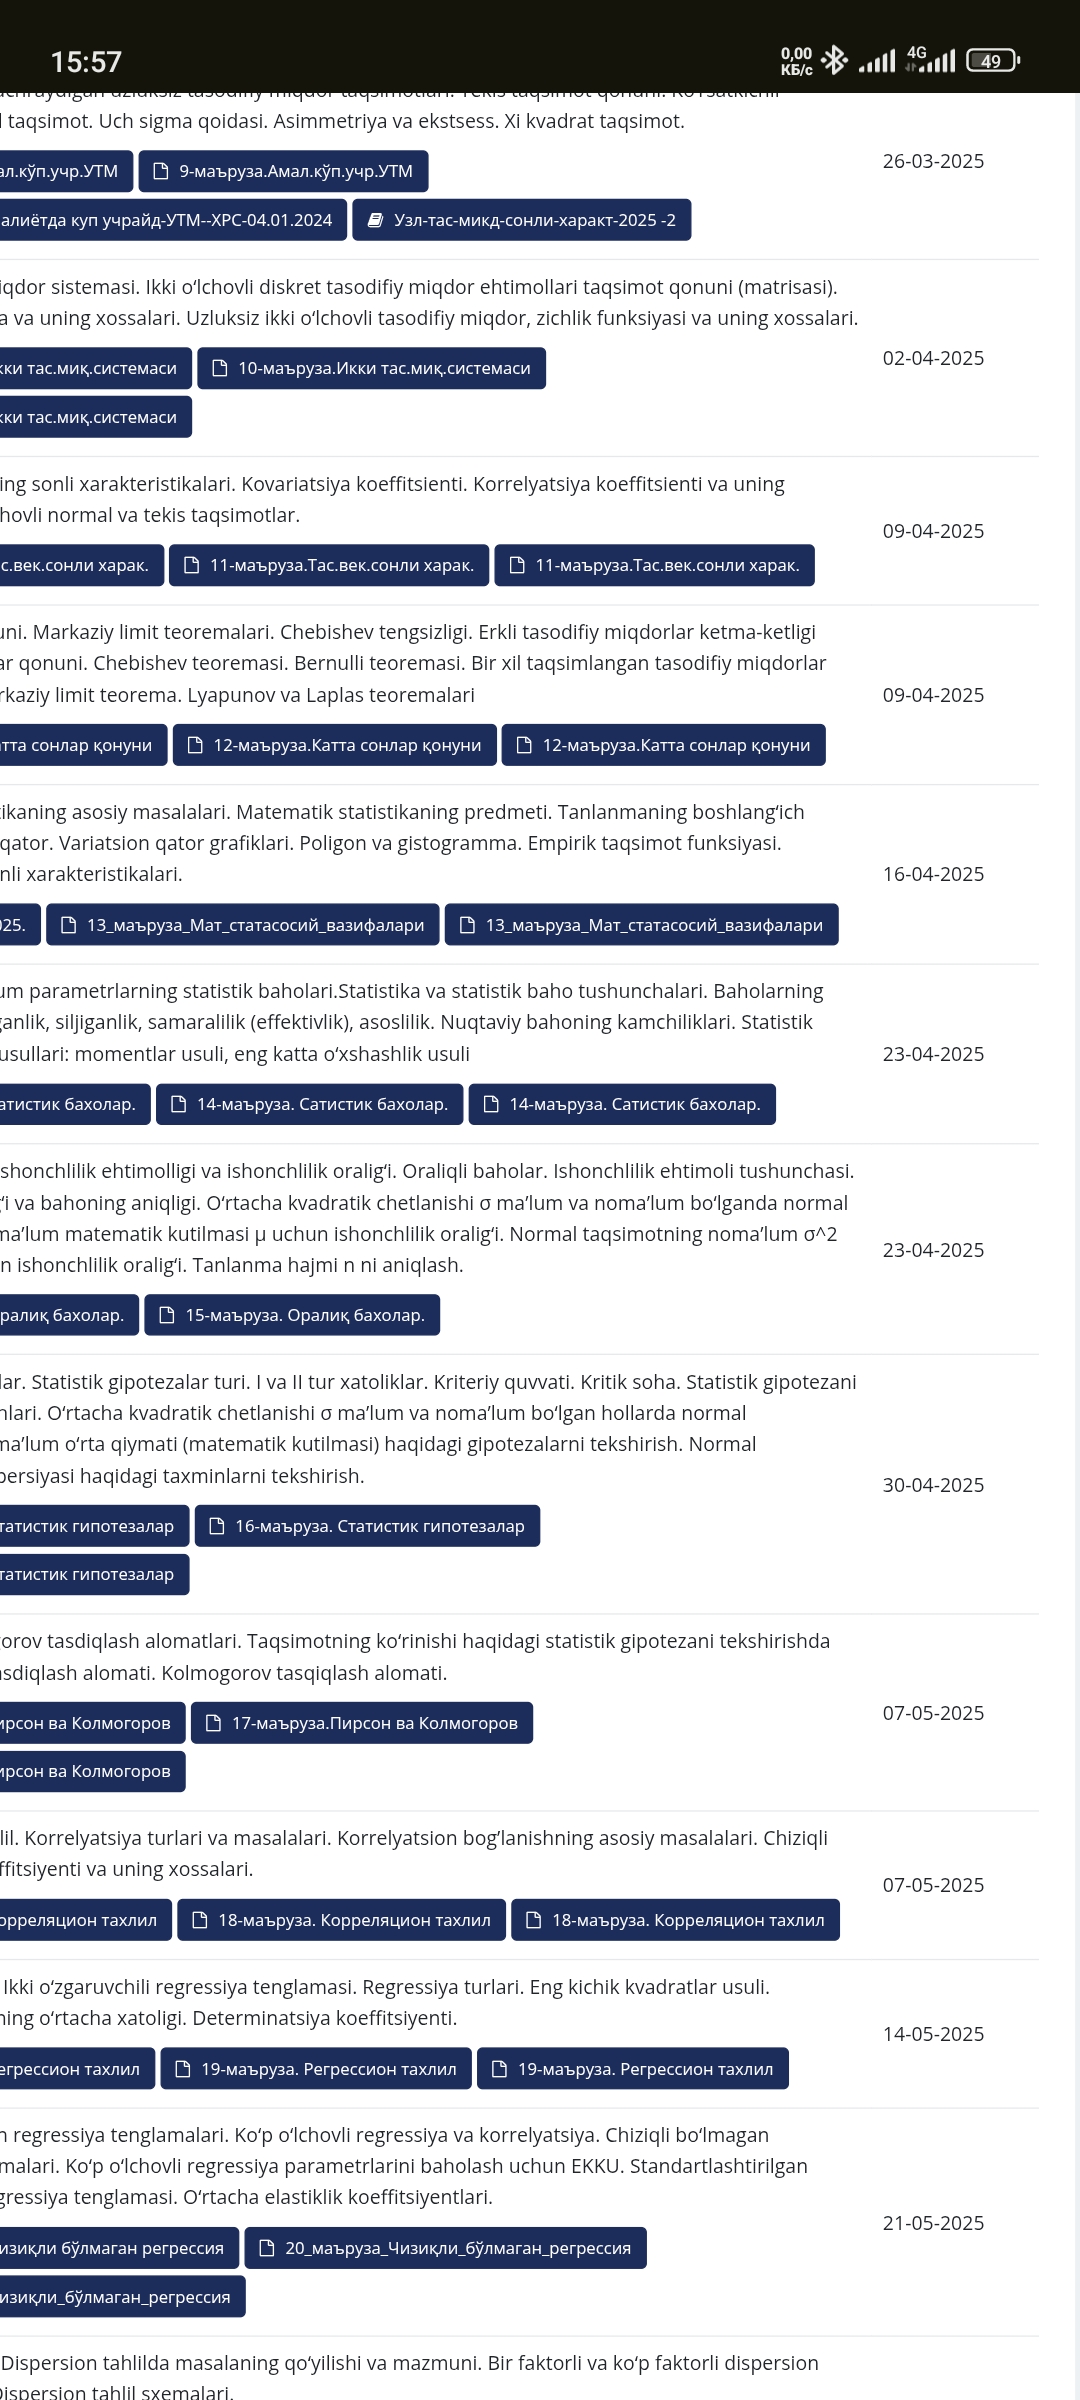 15:57 0,00 КБ/с 4G 49
taqsimot. Uch sigma qoidasi. Asimmetriya va ekstsess. Xi kvadrat taqsimot.
26-03-2025
ал.кўп.учр.УТМ 9-маъруза.Амал.кўп.учр.УТМ
алиётда куп учрайд-УТМ--ХРС-04.01.2024 Узл-тас-микд-сонли-характ-2025 -2
iqdor sistemasi. Ikki o‘lchovli diskret tasodifiy miqdor ehtimollari taqsimot qonuni (matrisasi).
a va uning xossalari. Uzluksiz ikki o‘lchovli tasodifiy miqdor, zichlik funksiyasi va uning xossalari.
02-04-2025
кки тас.миқ.системаси 10-маъруза.Икки тас.миқ.системаси
кки тас.миқ.системаси
ing sonli xarakteristikalari. Kovariatsiya koeffitsienti. Korrelyatsiya koeffitsienti va uning
hovli normal va tekis taqsimotlar.
09-04-2025
с.век.сонли харак. 11-маъруза.Тас.век.сонли харак. 11-маъруза.Тас.век.сонли харак.
uni. Markaziy limit teoremalari. Chebishev tengsizligi. Erkli tasodifiy miqdorlar ketma-ketligi
ar qonuni. Chebishev teoremasi. Bernulli teoremasi. Bir xil taqsimlangan tasodifiy miqdorlar
rkaziy limit teorema. Lyapunov va Laplas teoremalari
09-04-2025
тта сонлар қонуни 12-маъруза.Катта сонлар қонуни 12-маъруза.Катта сонлар қонуни
ikaning asosiy masalalari. Matematik statistikaning predmeti. Tanlanmaning boshlang‘ich
qator. Variatsion qator grafiklari. Poligon va gistogramma. Empirik taqsimot funksiyasi.
nli xarakteristikalari.
16-04-2025
025. 13_маъруза_Мат_статасосий_вазифалари 13_маъруза_Мат_статасосий_вазифалари
um parametrlarning statistik baholari.Statistika va statistik baho tushunchalari. Baholarning
anlik, siljiganlik, samaralilik (effektivlik), asoslilik. Nuqtaviy bahoning kamchiliklari. Statistik
usullari: momentlar usuli, eng katta o‘xshashlik usuli
23-04-2025
атистик бахолар. 14-маъруза. Сатистик бахолар. 14-маъруза. Сатистик бахолар.
shonchlilik ehtimolligi va ishonchlilik oralig‘i. Oraliqli baholar. Ishonchlilik ehtimoli tushunchasi.
‘i va bahoning aniqligi. O‘rtacha kvadratik chetlanishi σ ma’lum va noma’lum bo‘lganda normal
ma’lum matematik kutilmasi μ uchun ishonchlilik oralig‘i. Normal taqsimotning noma’lum σ^2
n ishonchlilik oralig‘i. Tanlanma hajmi n ni aniqlash.
23-04-2025
ралиқ бахолар. 15-маъруза. Оралиқ бахолар.
lar. Statistik gipotezalar turi. I va II tur xatoliklar. Kriteriy quvvati. Kritik soha. Statistik gipotezani
hlari. O‘rtacha kvadratik chetlanishi σ ma’lum va noma’lum bo‘lgan hollarda normal
ma’lum o‘rta qiymati (matematik kutilmasi) haqidagi gipotezalarni tekshirish. Normal
persiyasi haqidagi taxminlarni tekshirish.
30-04-2025
татистик гипотезалар 16-маъруза. Статистик гипотезалар
татистик гипотезалар
orov tasdiqlash alomatlari. Taqsimotning ko‘rinishi haqidagi statistik gipotezani tekshirishda
sdiqlash alomati. Kolmogorov tasqiqlash alomati.
07-05-2025
ирсон ва Колмогоров 17-маъруза.Пирсон ва Колмогоров
ирсон ва Колмогоров
lil. Korrelyatsiya turlari va masalalari. Korrelyatsion bog’lanishning asosiy masalalari. Chiziqli
ffitsiyenti va uning xossalari.
07-05-2025
орреляцион тахлил 18-маъруза. Корреляцион тахлил 18-маъруза. Корреляцион тахлил
Ikki o‘zgaruvchili regressiya tenglamasi. Regressiya turlari. Eng kichik kvadratlar usuli.
ning o‘rtacha xatoligi. Determinatsiya koeffitsiyenti.
14-05-2025
егрессион тахлил 19-маъруза. Регрессион тахлил 19-маъруза. Регрессион тахлил
n regressiya tenglamalari. Ko‘p o‘lchovli regressiya va korrelyatsiya. Chiziqli bo‘lmagan
malari. Ko‘p o‘lchovli regressiya parametrlarini baholash uchun EKKU. Standartlashtirilgan
gressiya tenglamasi. O‘rtacha elastiklik koeffitsiyentlari.
21-05-2025
изиқли бўлмаган регрессия 20_маъруза_Чизиқли_бўлмаган_регрессия
изиқли_бўлмаган_регрессия
Dispersion tahlilda masalaning qo‘yilishi va mazmuni. Bir faktorli va ko‘p faktorli dispersion
Dispersion tahlil sxemalari.